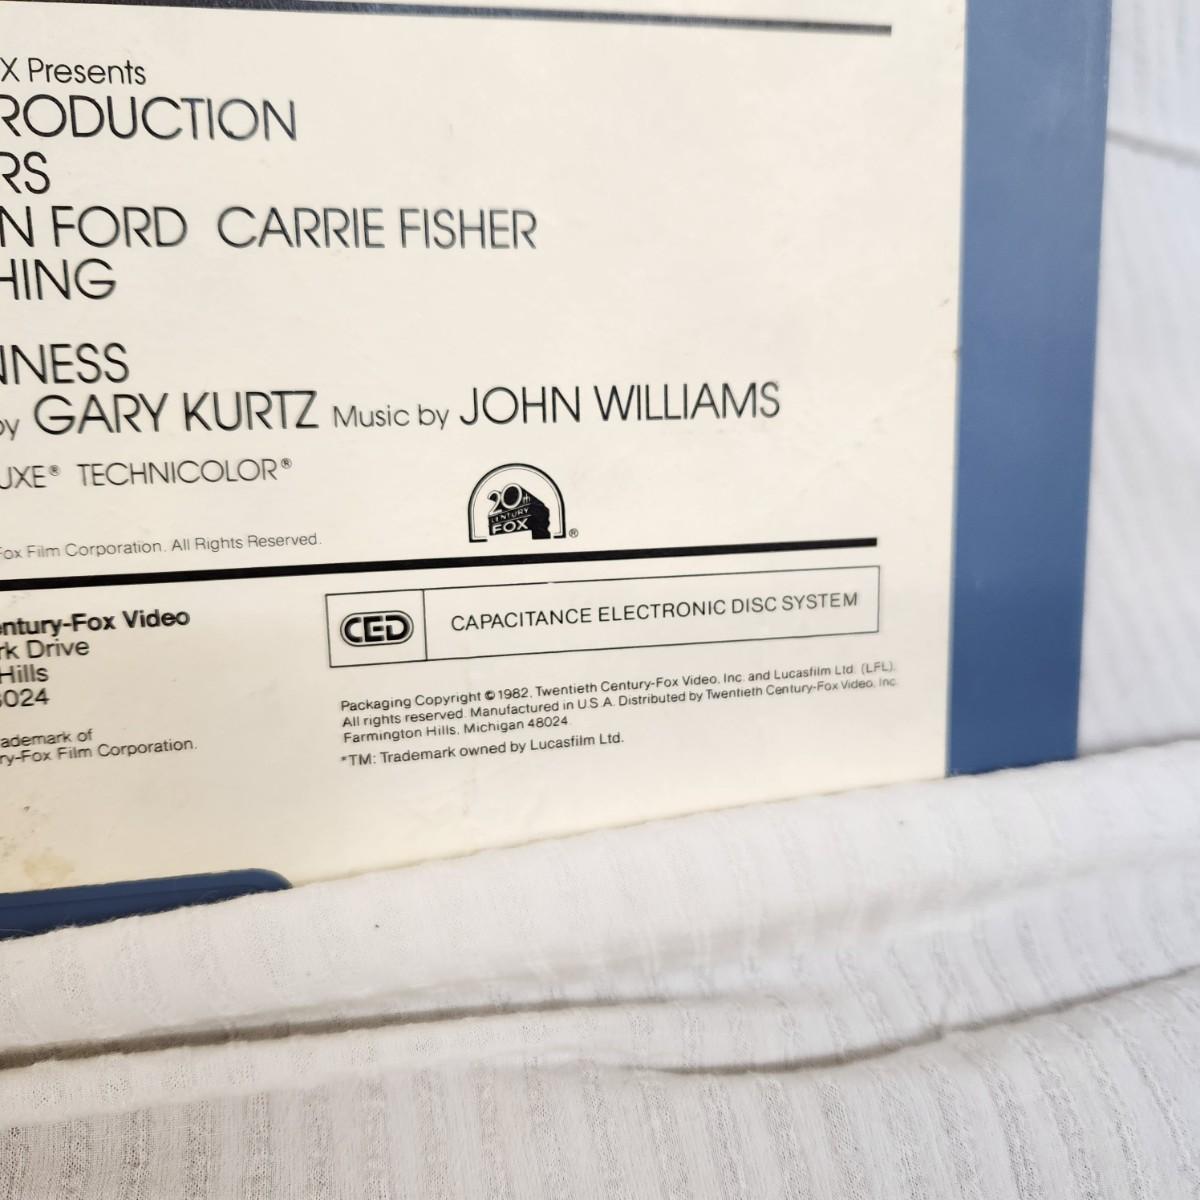 X Presents
RODUCTION
RS
N FORD CARRIE FISHER
HING
NNESS
by GARY KURTZ Music by JOHN WILLIAMS
UXE® TECHNICOLOR®
20th
CENTURY
FOX
®
Fox Film Corporation. All Rights Reserved.
entury-Fox Video
rk Drive
Hills
8024
ademark of
ry-Fox Film Corporation.
CED CAPACITANCE ELECTRONIC DISC SYSTEM
Packaging Copyright © 1982, Twentieth Century-Fox Video, Inc. and Lucasfilm Ltd. (LFL).
All rights reserved. Manufactured in U.S.A. Distributed by Twentieth Century-Fox Video, Inc.
Farmington Hills, Michigan 48024.
*TM: Trademark owned by Lucasfilm Ltd.